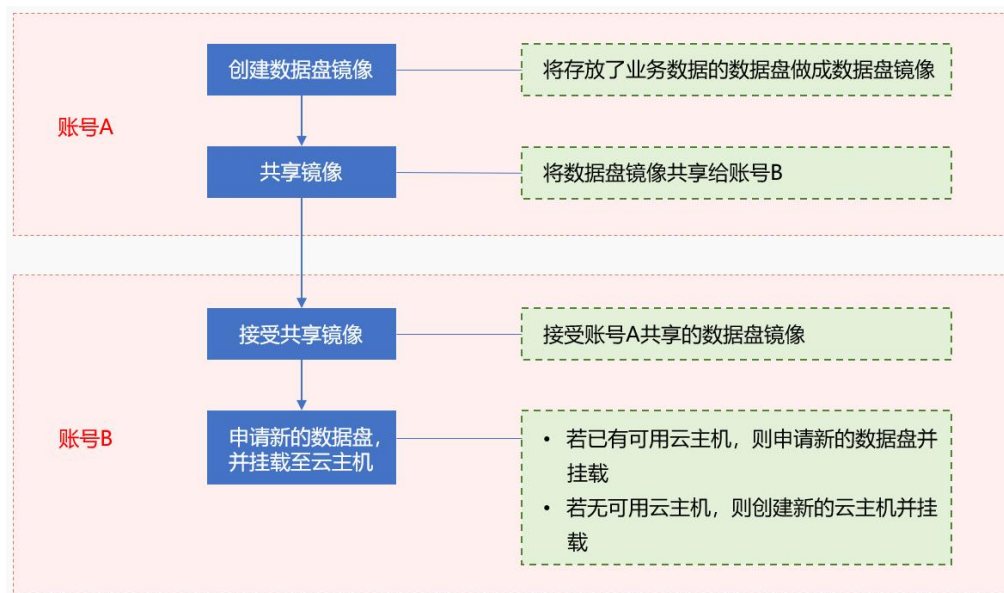 创建数据盘镜像
将存放了业务数据的数据盘做成数据盘镜像
账号A
共享镜像
将数据盘镜像共享给账号B
接受共享镜像
接受账号A共享的数据盘镜像
账号B
申请新的数据盘，
并挂载至云主机
• 若已有可用云主机，则申请新的数据盘并
挂载
• 若无可用云主机，则创建新的云主机并挂
载